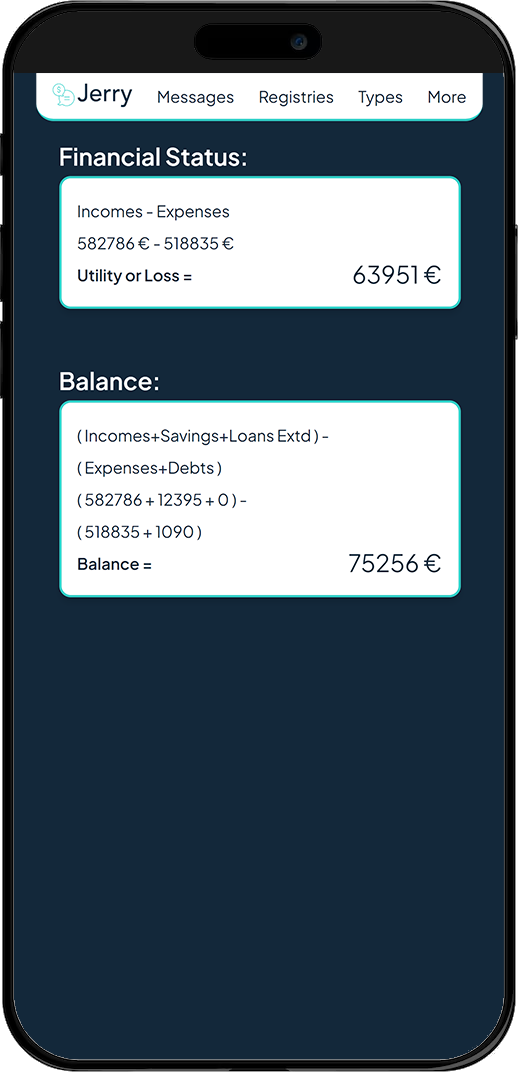 Jerry Messages Registries Types More
Financial Status:
Incomes - Expenses
582786 € - 518835 €
Utility or Loss = 63951 €
Balance:
( Incomes+Savings+Loans Extd ) -
( Expenses+Debts )
( 582786 + 12395 + 0 ) -
( 518835 + 1090 )
Balance = 75256 €